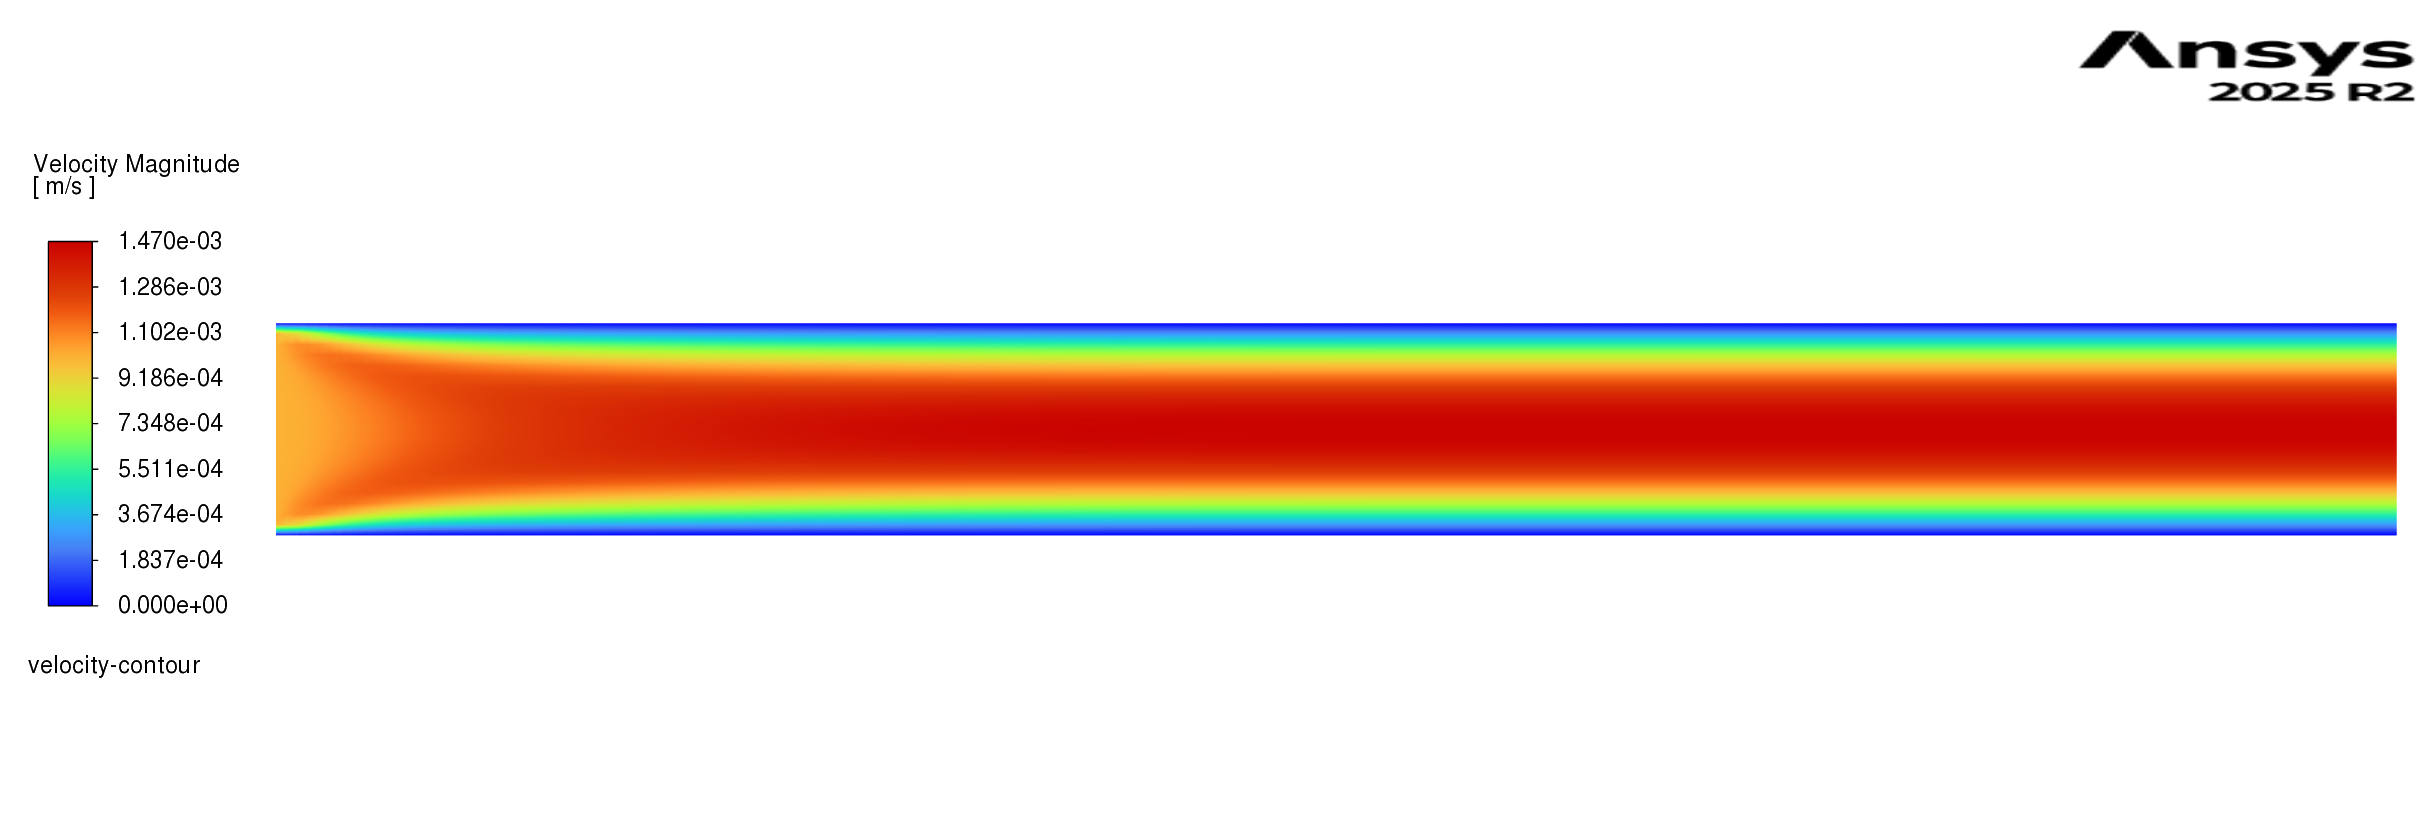 Ansys
2025 R2
Velocity Magnitude
[ m/s ]
1.470e-03
1.286e-03
1.102e-03
9.186e-04
7.348e-04
5.511e-04
3.674e-04
1.837e-04
0.000e+00
velocity-contour